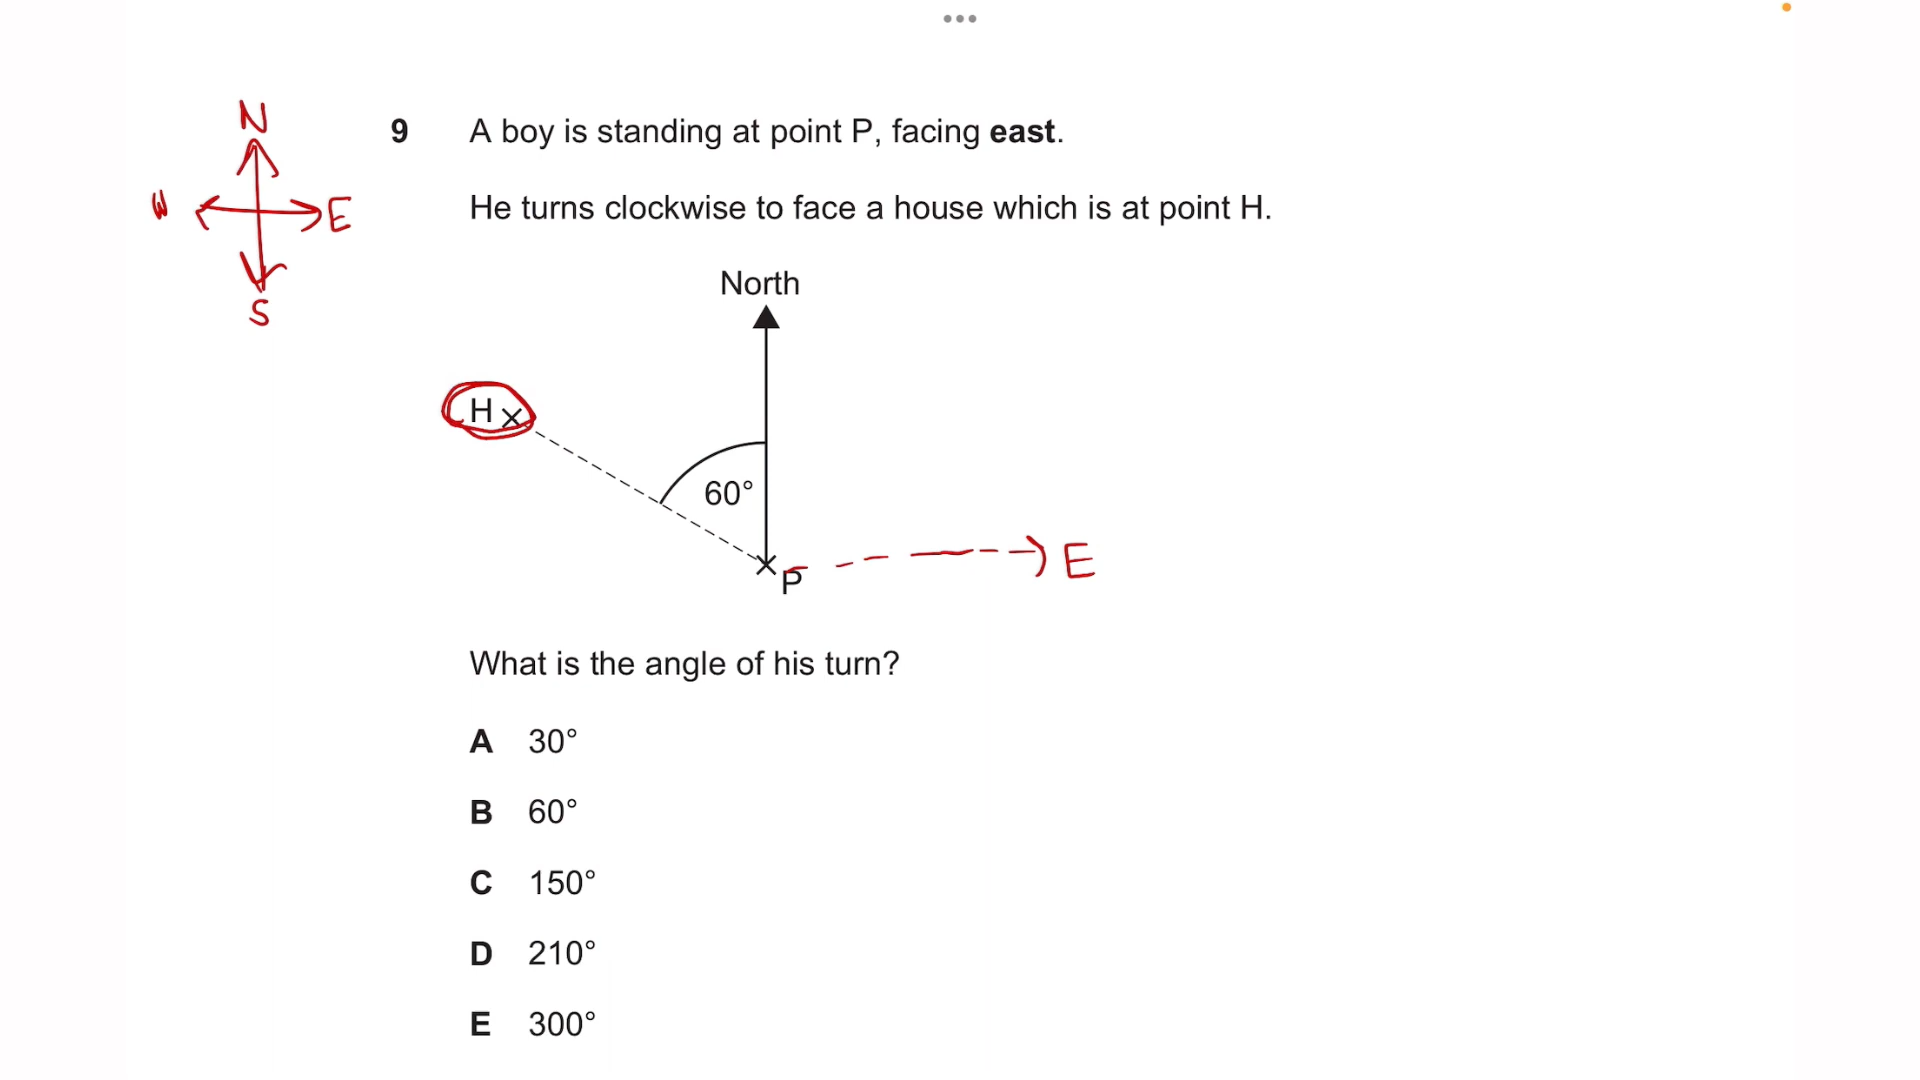 N
W E
S
9 A boy is standing at point P, facing east.
He turns clockwise to face a house which is at point H.
North
H
60°
P
E
What is the angle of his turn?
A 30°
B 60°
C 150°
D 210°
E 300°